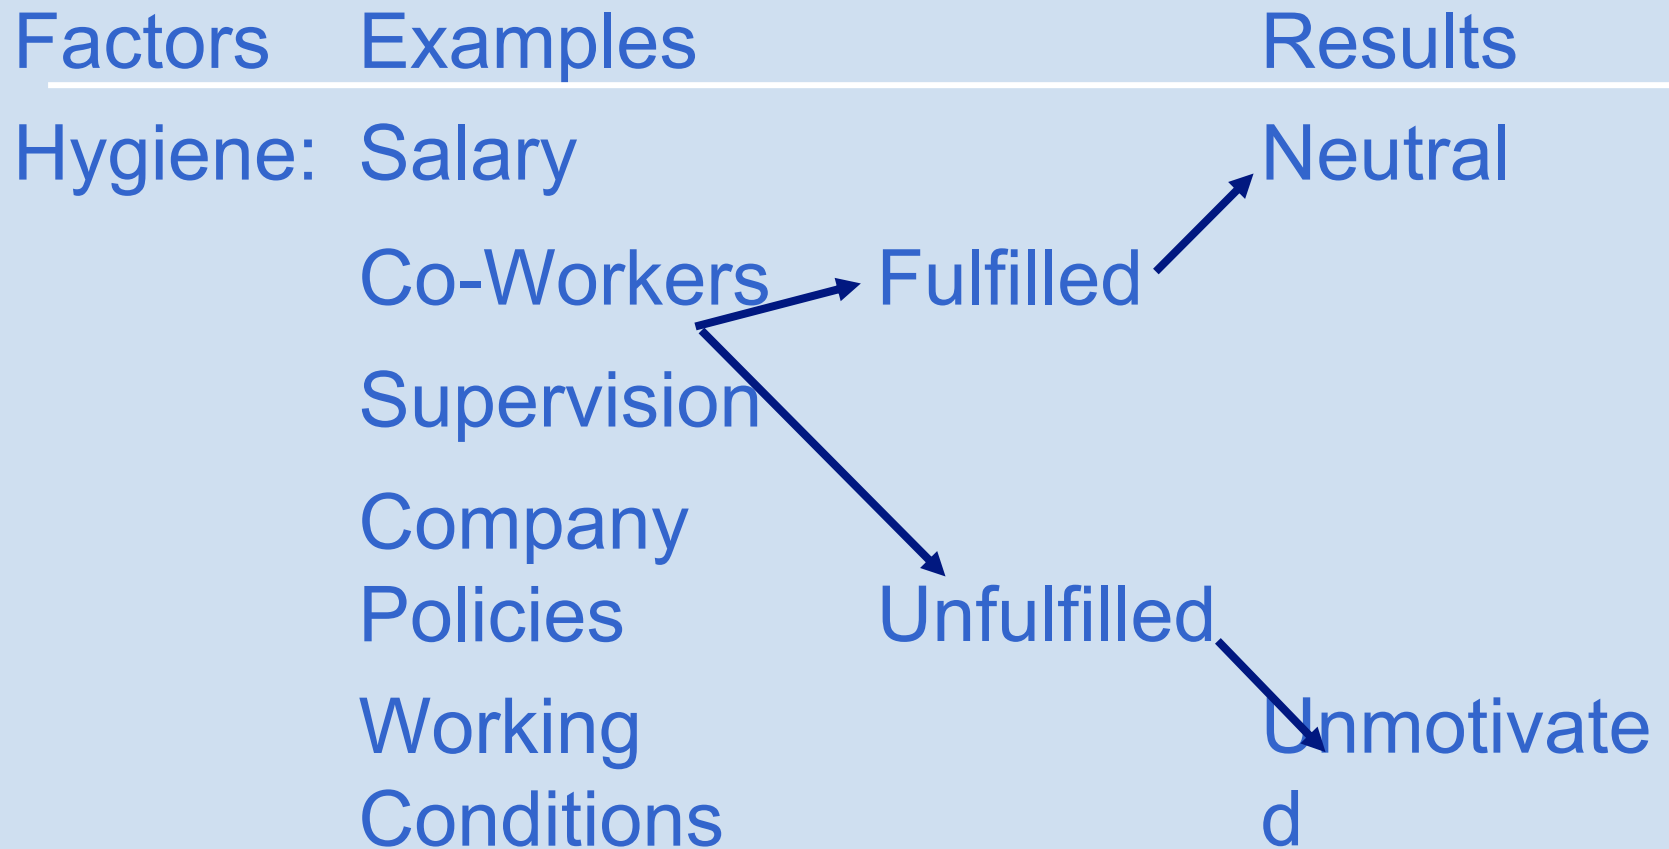 Factors Examples Results
Hygiene: Salary Neutral
Co-Workers Fulfilled
Supervision
Company
Policies Unfulfilled
Working Unmotivate
Conditions d